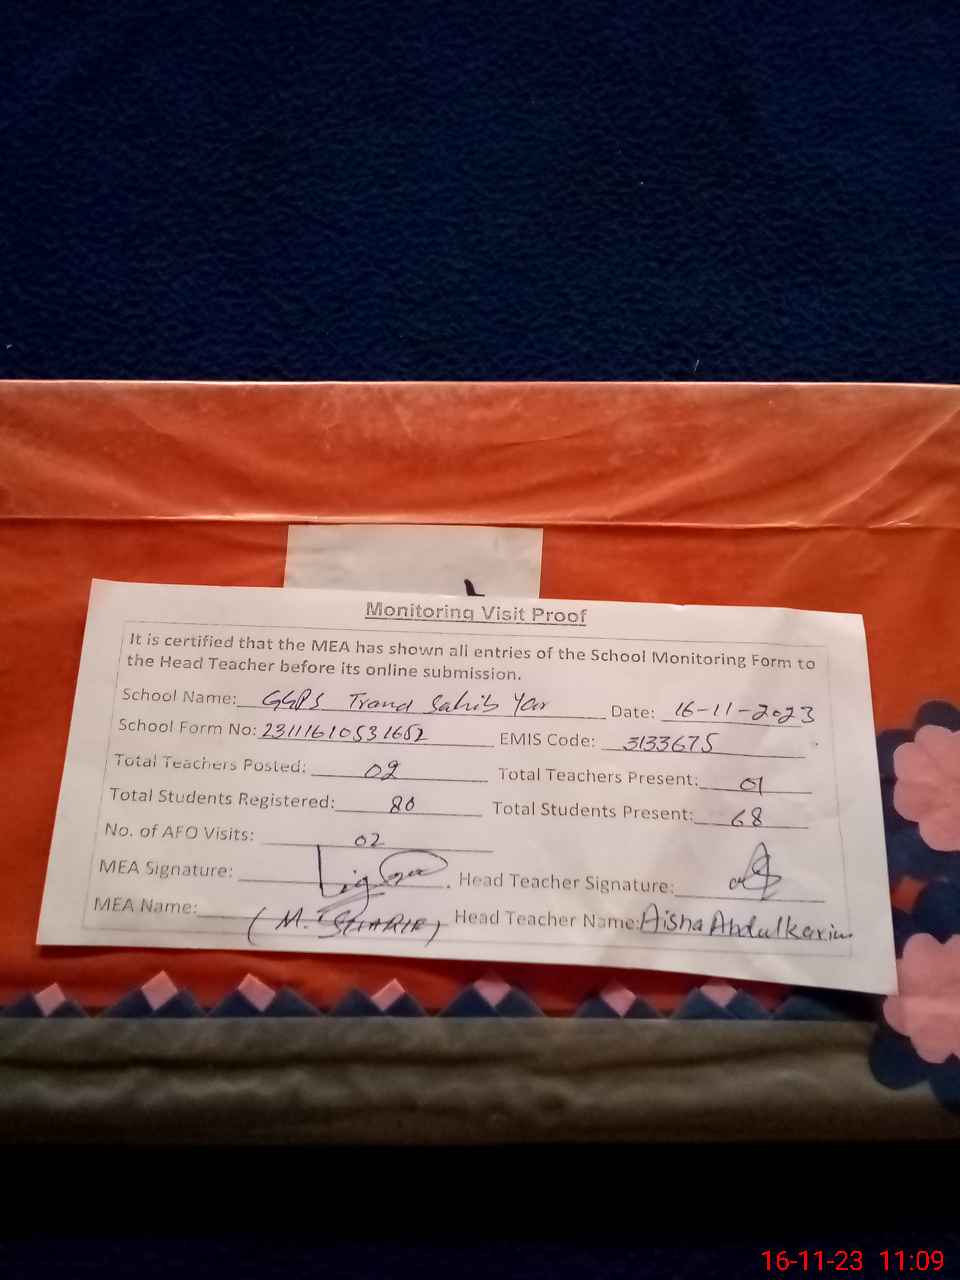 Monitoring Visit Proof
It is certified that the MEA has shown all entries of the School Monitoring Form to
the Head Teacher before its online submission.
School Name: GGPS Trand Sahib Yar Date: 16-11-2023
School Form No: 23111610531652 EMIS Code: 3133675
Total Teachers Posted: 02 Total Teachers Present: 01
Total Students Registered: 80 Total Students Present: 68
No. of AFO Visits: 02
MEA Signature: Head Teacher Signature:
MEA Name: (M. SHARIF) Head Teacher Name: Aisha Abdulkarim
16-11-23 11:09